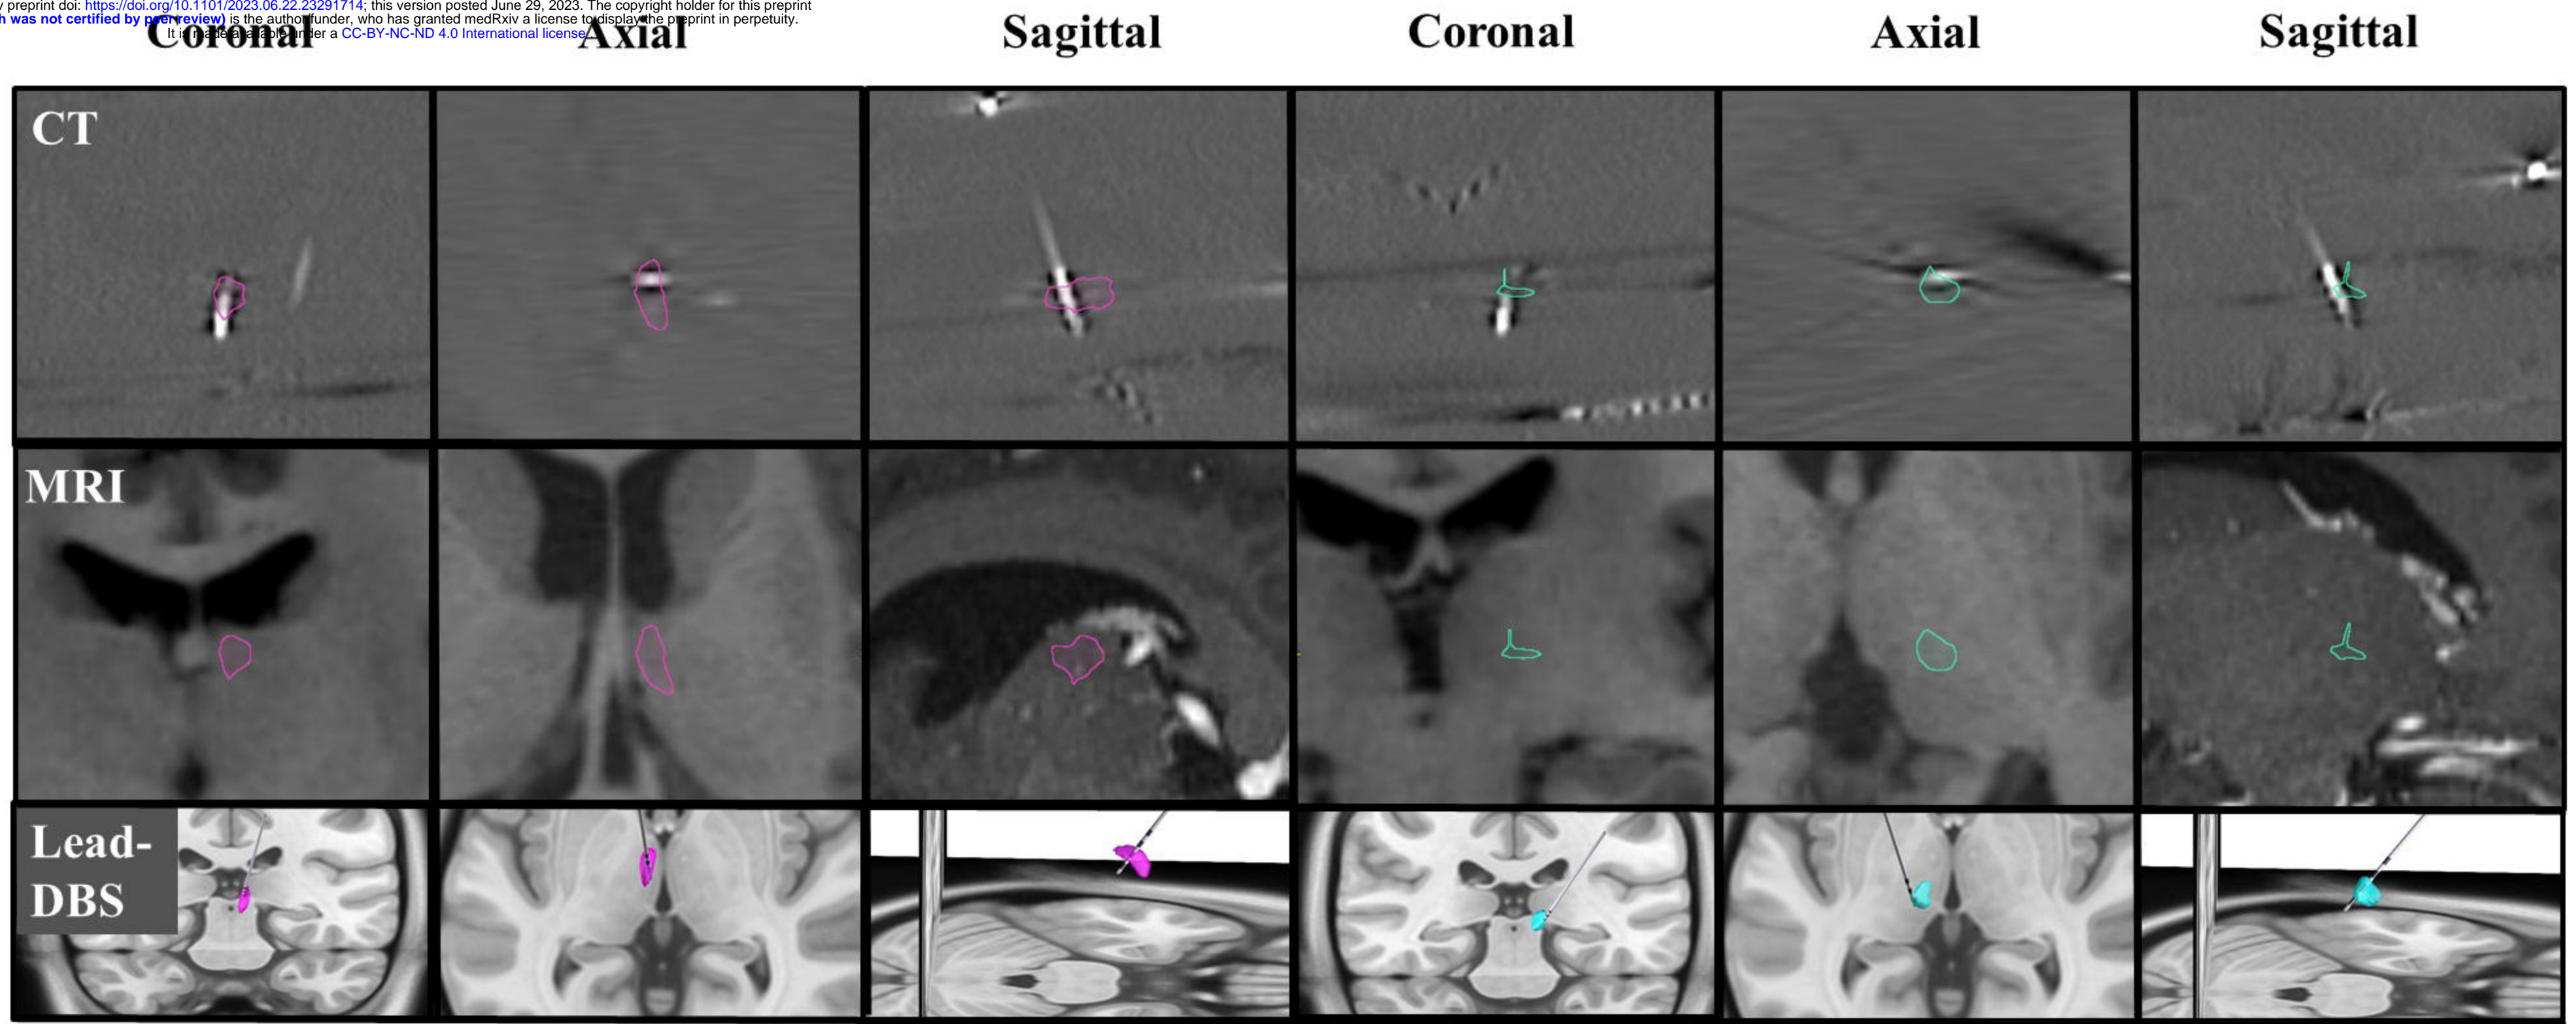 preprint doi: https://doi.org/10.1101/2023.06.22.23291714; this version posted June 29, 2023. The copyright holder for this preprint
was not certified by peer review) is the author/funder, who has granted medRxiv a license to display the preprint in perpetuity.
It is made available under a CC-BY-NC-ND 4.0 International license.
Coronal Axial Sagittal Coronal Axial Sagittal
CT
MRI
Lead-
DBS